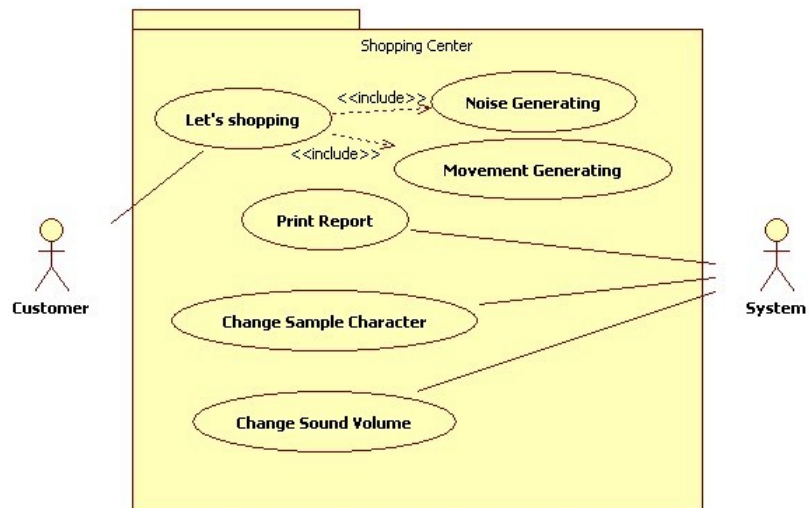 Shopping Center
<<include>>
Noise Generating
Let's shopping
<<include>>
Movement Generating
Print Report
Customer
System
Change Sample Character
Change Sound Volume